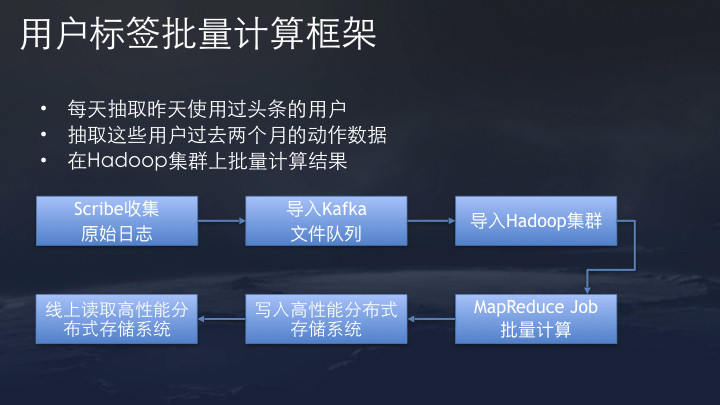 用户标签批量计算框架
• 每天抽取昨天使用过头条的用户
• 抽取这些用户过去两个月的动作数据
• 在Hadoop集群上批量计算结果
Scribe收集
原始日志
导入Kafka
文件队列
导入Hadoop集群
MapReduce Job
批量计算
写入高性能分布式
存储系统
线上读取高性能分
布式存储系统